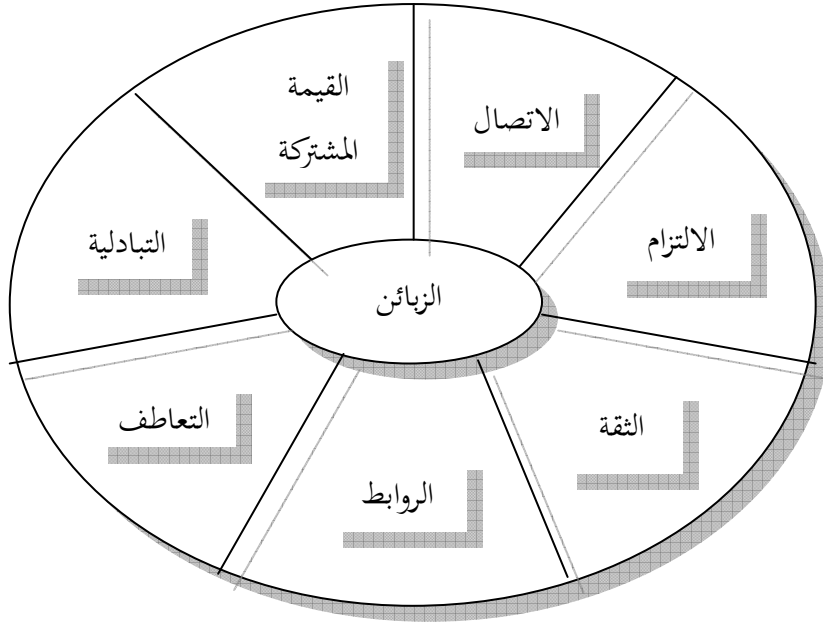 القيمة
المشتركة
الاتصال
التبادلية
الالتزام
الزبائن
التعاطف
الثقة
الروابط